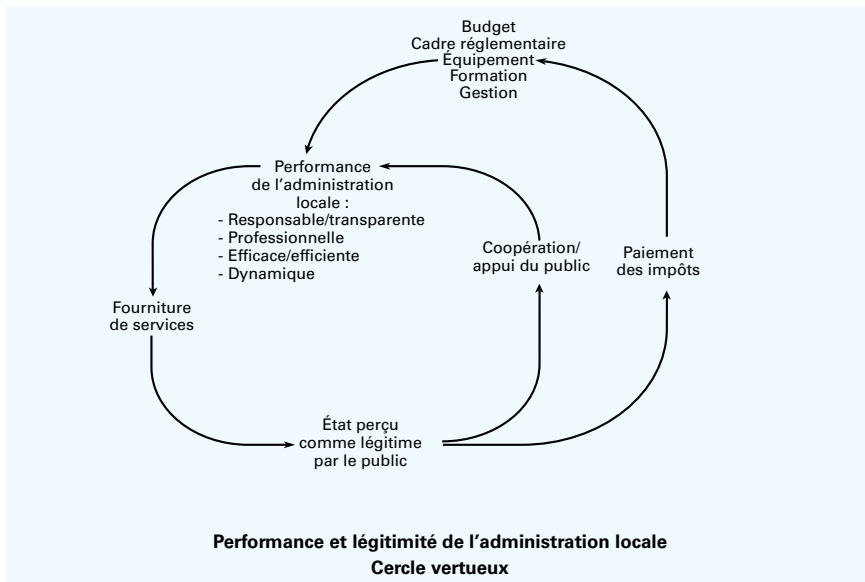 Budget
Cadre réglementaire
Équipement
Formation
Gestion
Performance
de l’administration
locale :
- Responsable/transparente
- Professionnelle
- Efficace/efficiente
- Dynamique
Coopération/
appui du public
Paiement
des impôts
Fourniture
de services
État perçu
comme légitime
par le public
Performance et légitimité de l’administration locale
Cercle vertueux